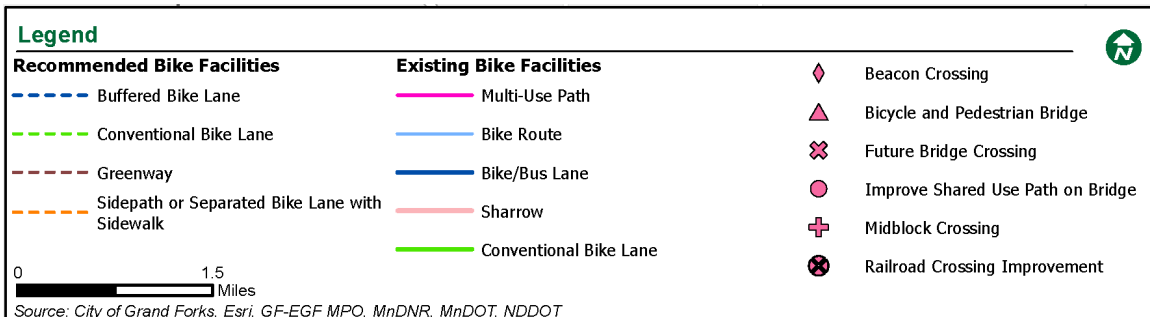 Legend
N
Recommended Bike Facilities
Buffered Bike Lane
Conventional Bike Lane
Greenway
Sidepath or Separated Bike Lane with
Sidewalk
Existing Bike Facilities
Multi-Use Path
Bike Route
Bike/Bus Lane
Sharrow
Conventional Bike Lane
Beacon Crossing
Bicycle and Pedestrian Bridge
Future Bridge Crossing
Improve Shared Use Path on Bridge
Midblock Crossing
Railroad Crossing Improvement
0 1.5
Miles
Source: City of Grand Forks, Esri, GF-EGF MPO, MnDNR, MnDOT, NDDOT